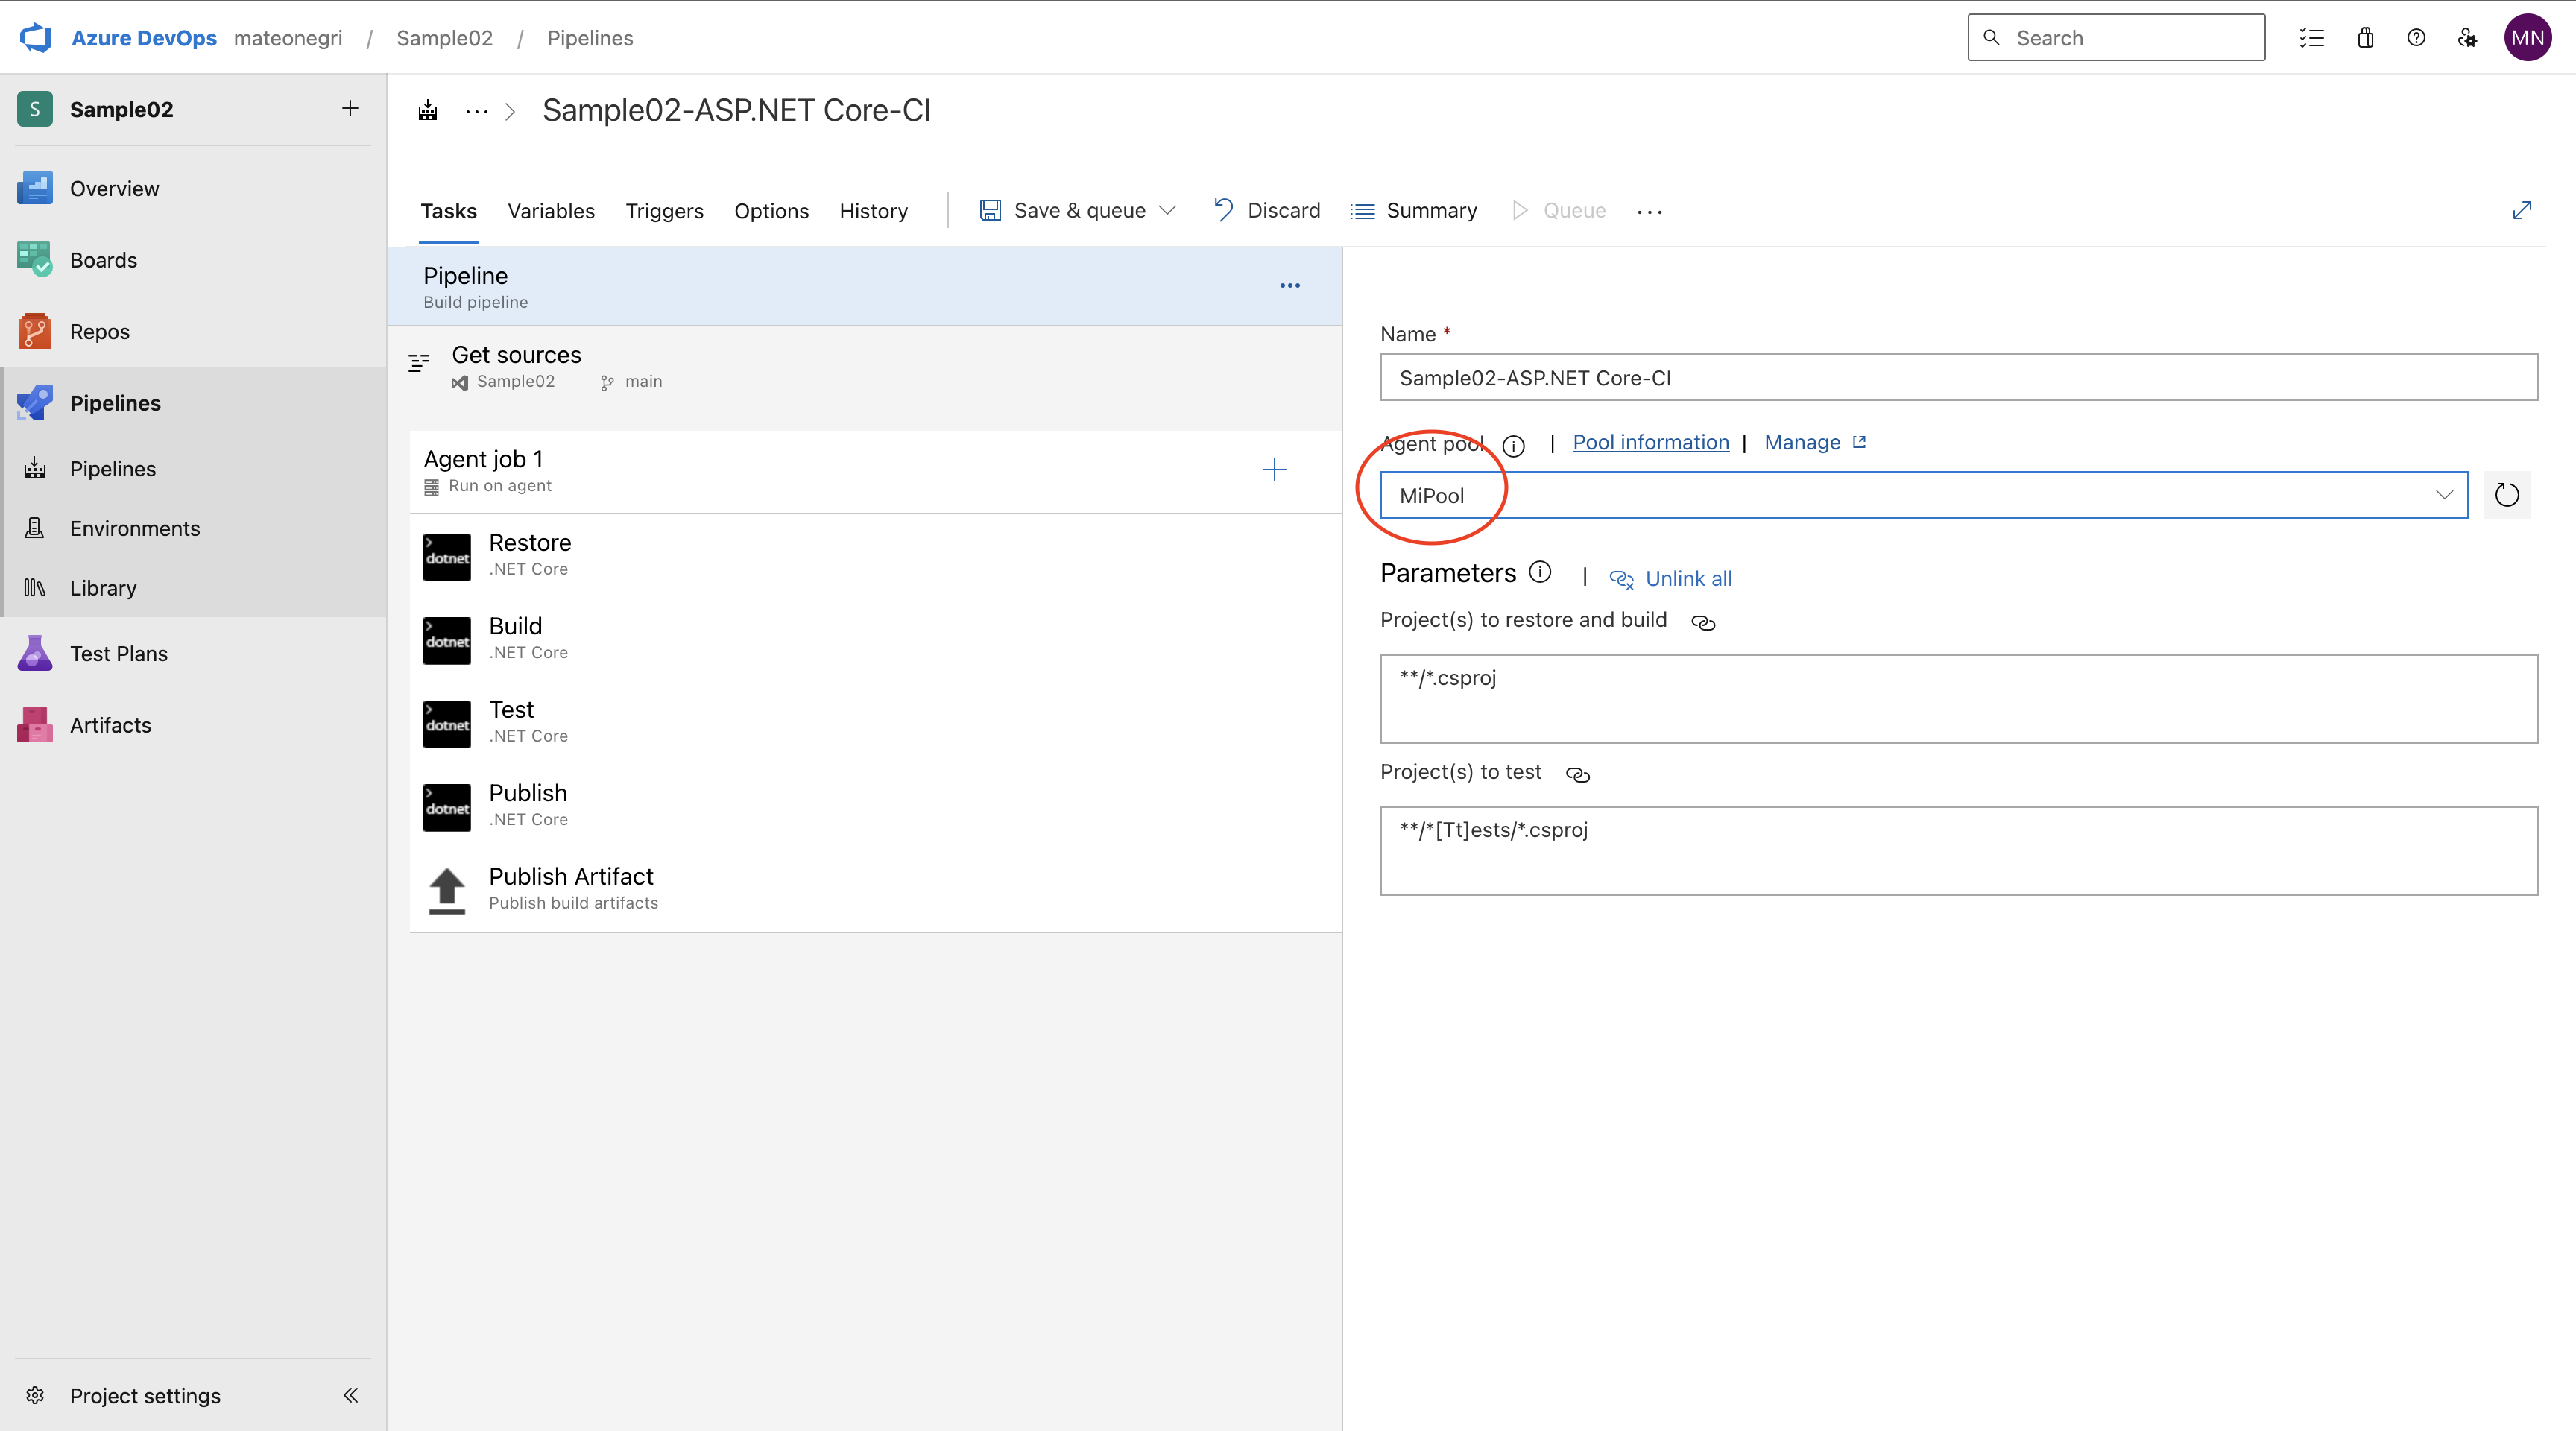 Azure DevOps mateonegri / Sample02 / Pipelines
Search
MN
S Sample02
Overview
Boards
Repos
Pipelines
Pipelines
Environments
Library
Test Plans
Artifacts
Project settings
Sample02-ASP.NET Core-CI
Tasks Variables Triggers Options History Save & queue Discard Summary Queue
Pipeline
Build pipeline
Get sources
Sample02 main
Agent job 1
Run on agent
dotnet Restore
.NET Core
dotnet Build
.NET Core
dotnet Test
.NET Core
dotnet Publish
.NET Core
Publish Artifact
Publish build artifacts
Name *
Sample02-ASP.NET Core-CI
Agent pool | Pool information | Manage
MiPool
Parameters | Unlink all
Project(s) to restore and build
**/*.csproj
Project(s) to test
**/*[Tt]ests/*.csproj